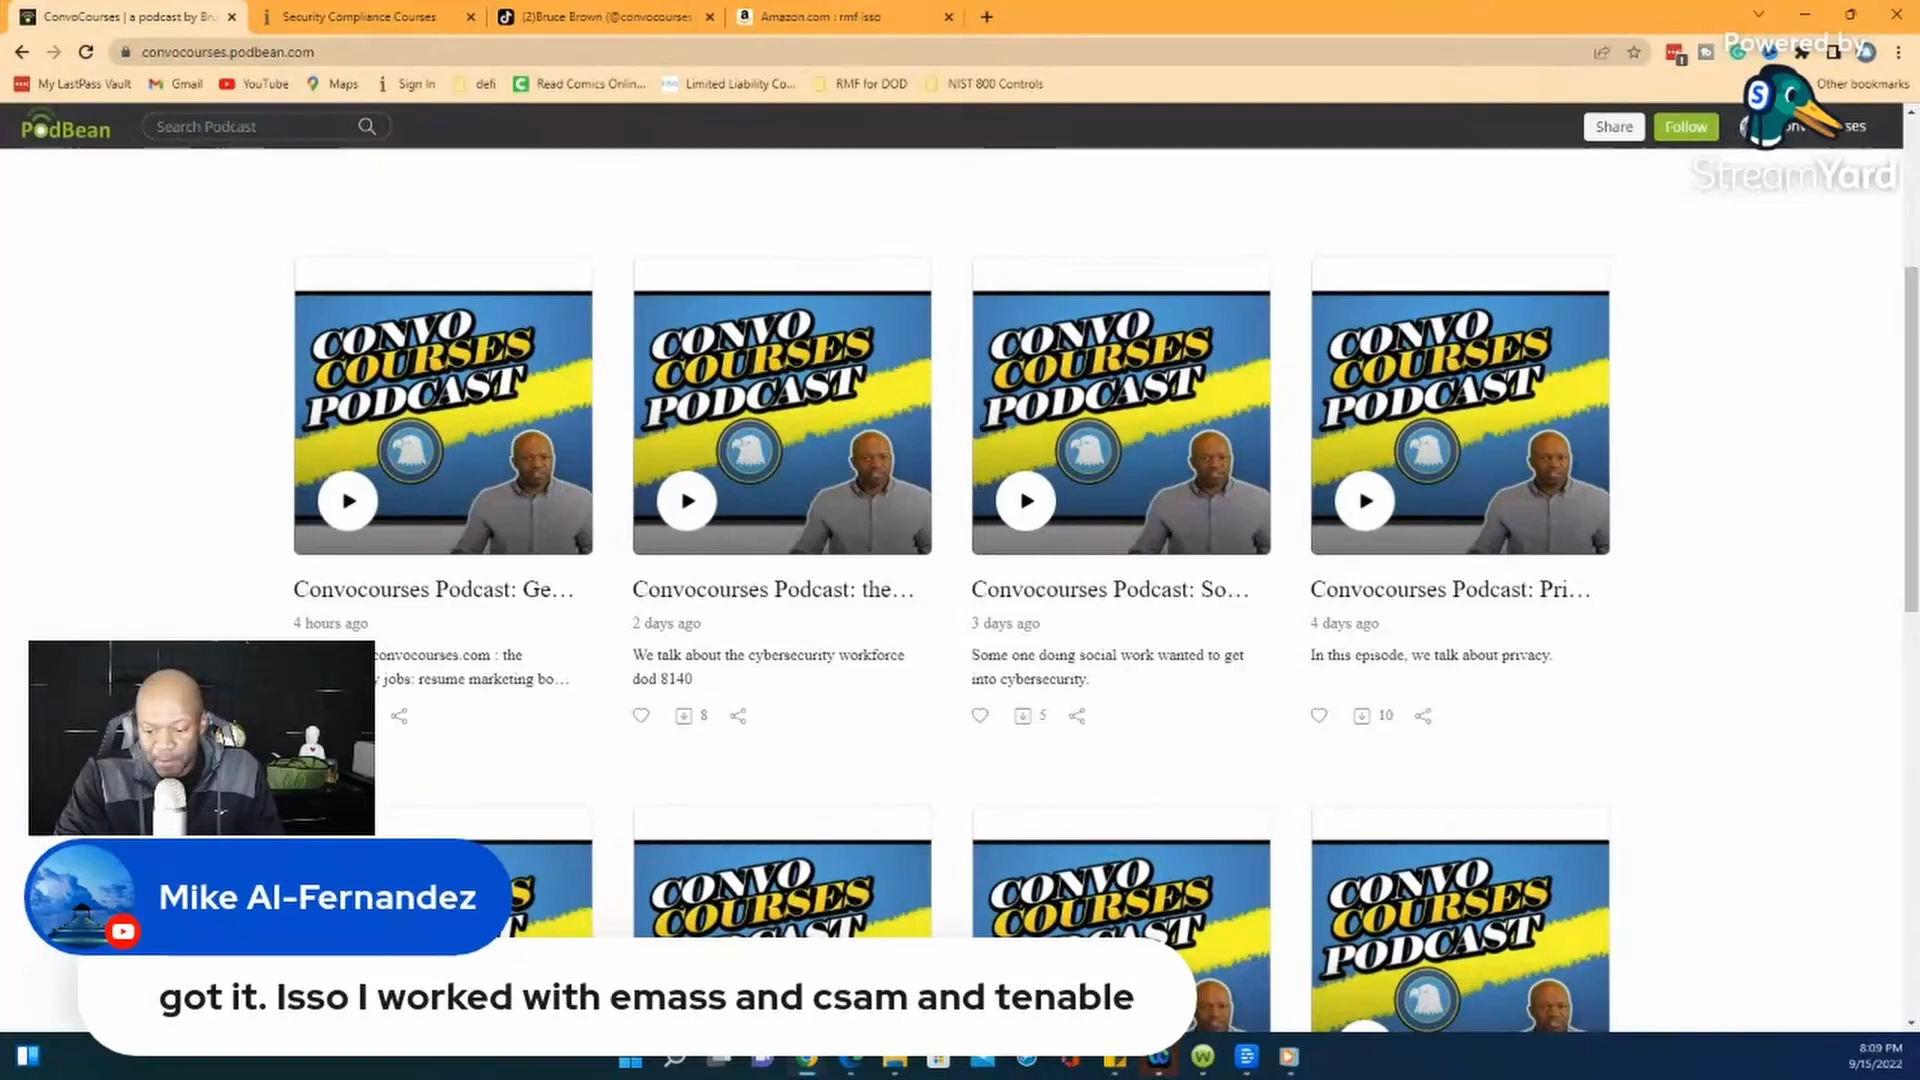 ConvoCourses | a podcast by Bru
Security Compliance Courses
(2)Bruce Brown (@convocourses
Amazon.com : rmf isso
convocourses.podbean.com
Powered by
My LastPass Vault
Gmail
YouTube
Maps
Sign In
defi
Read Comics Onlin...
Limited Liability Co...
RMF for DOD
NIST 800 Controls
Other bookmarks
PodBean
Search Podcast
Share
Follow
StreamYard
CONVO
COURSES
PODCAST
CONVO
COURSES
PODCAST
CONVO
COURSES
PODCAST
CONVO
COURSES
PODCAST
Convocourses Podcast: Ge...
Convocourses Podcast: the...
Convocourses Podcast: So...
Convocourses Podcast: Pri...
4 hours ago
2 days ago
3 days ago
4 days ago
convocourses.com : the
jobs: resume marketing bo...
We talk about the cybersecurity workforce
dod 8140
Some one doing social work wanted to get
into cybersecurity.
In this episode, we talk about privacy.
8
5
10
CONVO
COURSES
CONVO
COURSES
CONVO
COURSES
PODCAST
Mike Al-Fernandez
got it. Isso I worked with emass and csam and tenable
8:09 PM
9/15/2022